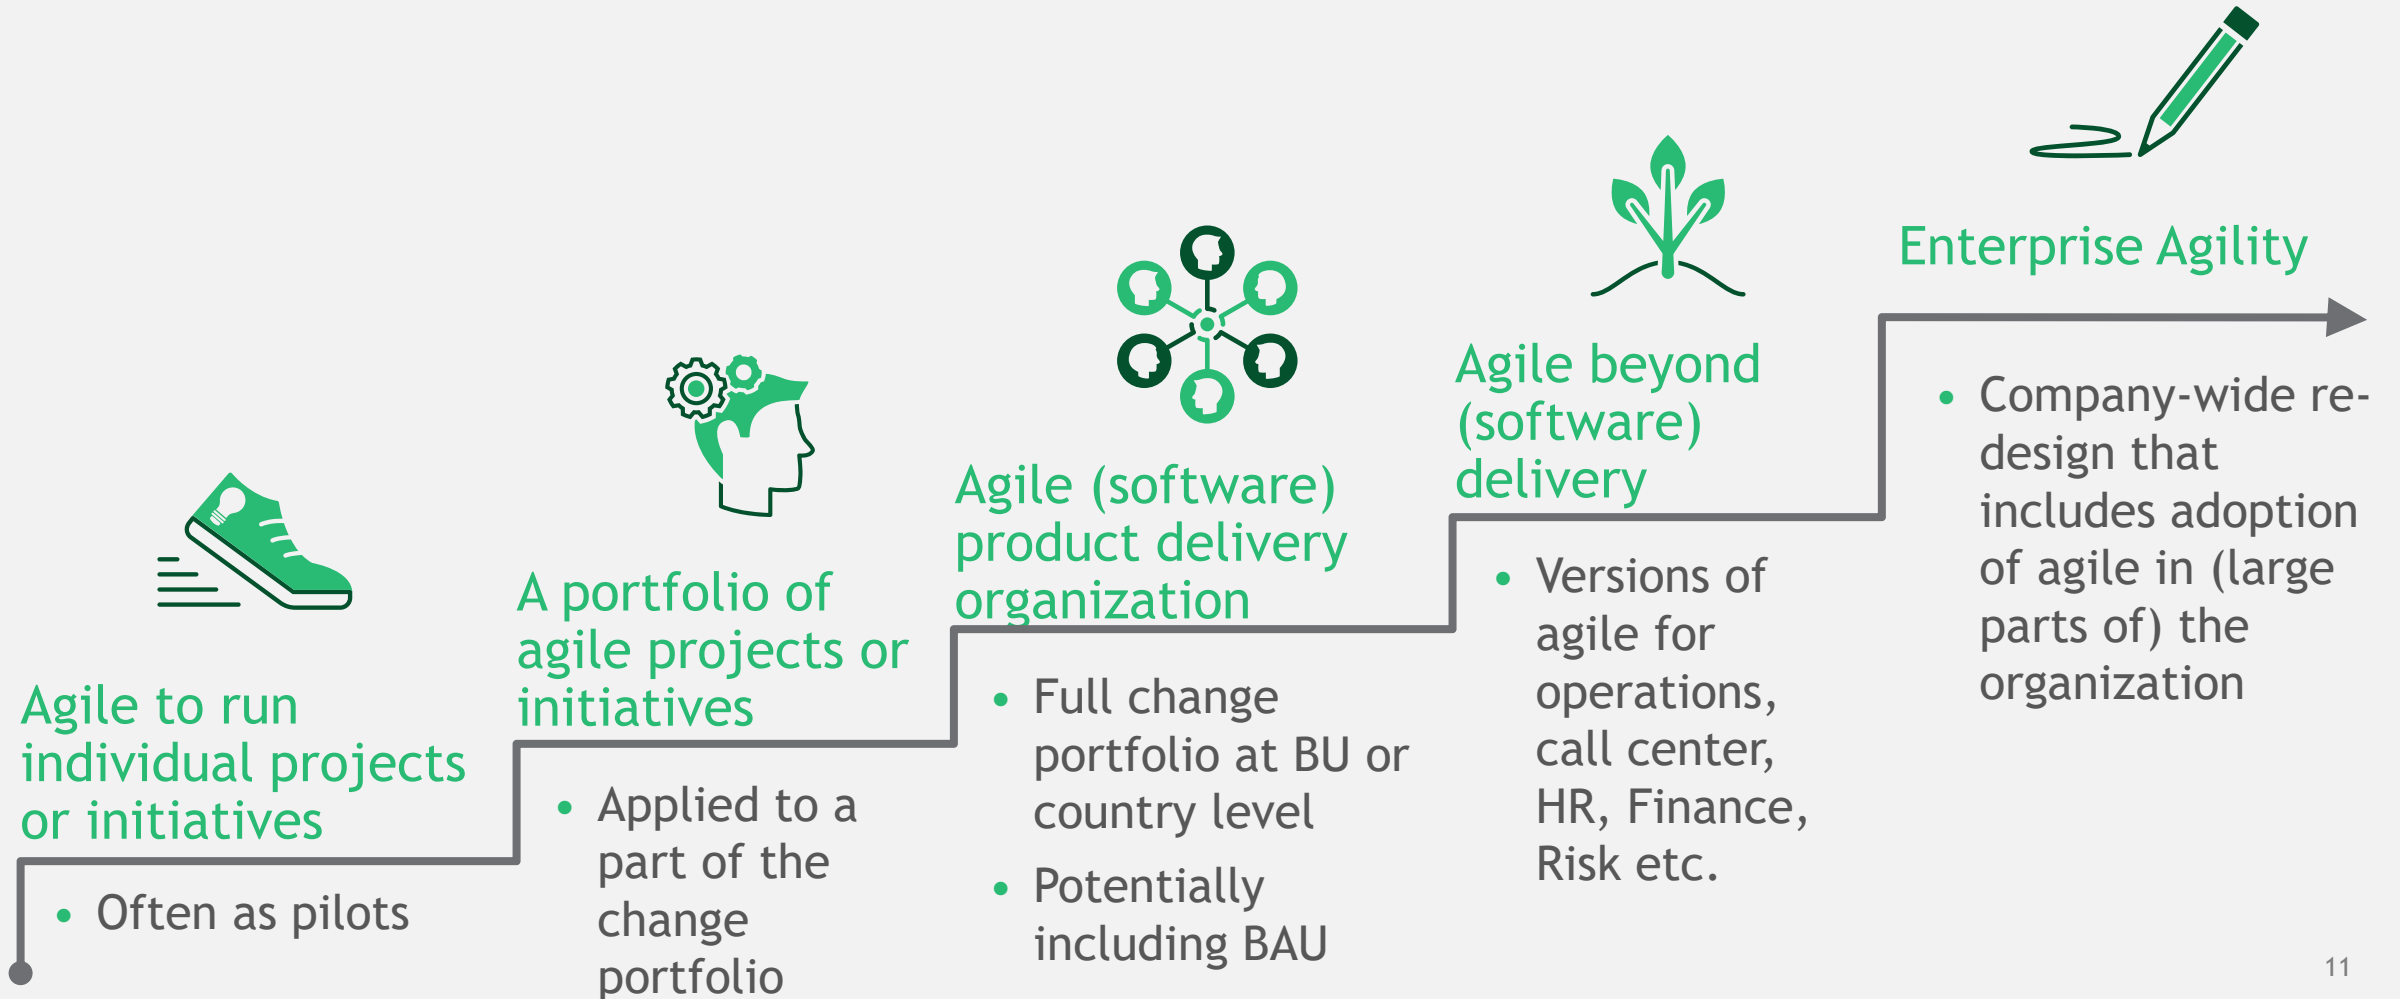 Agile to run
individual projects
or initiatives
• Often as pilots
A portfolio of
agile projects or
initiatives
• Applied to a
part of the
change
portfolio
Agile (software)
product delivery
organization
• Full change
portfolio at BU or
country level
• Potentially
including BAU
Agile beyond
(software)
delivery
• Versions of
agile for
operations,
call center,
HR, Finance,
Risk etc.
Enterprise Agility
• Company-wide re-
design that
includes adoption
of agile in (large
parts of) the
organization
11